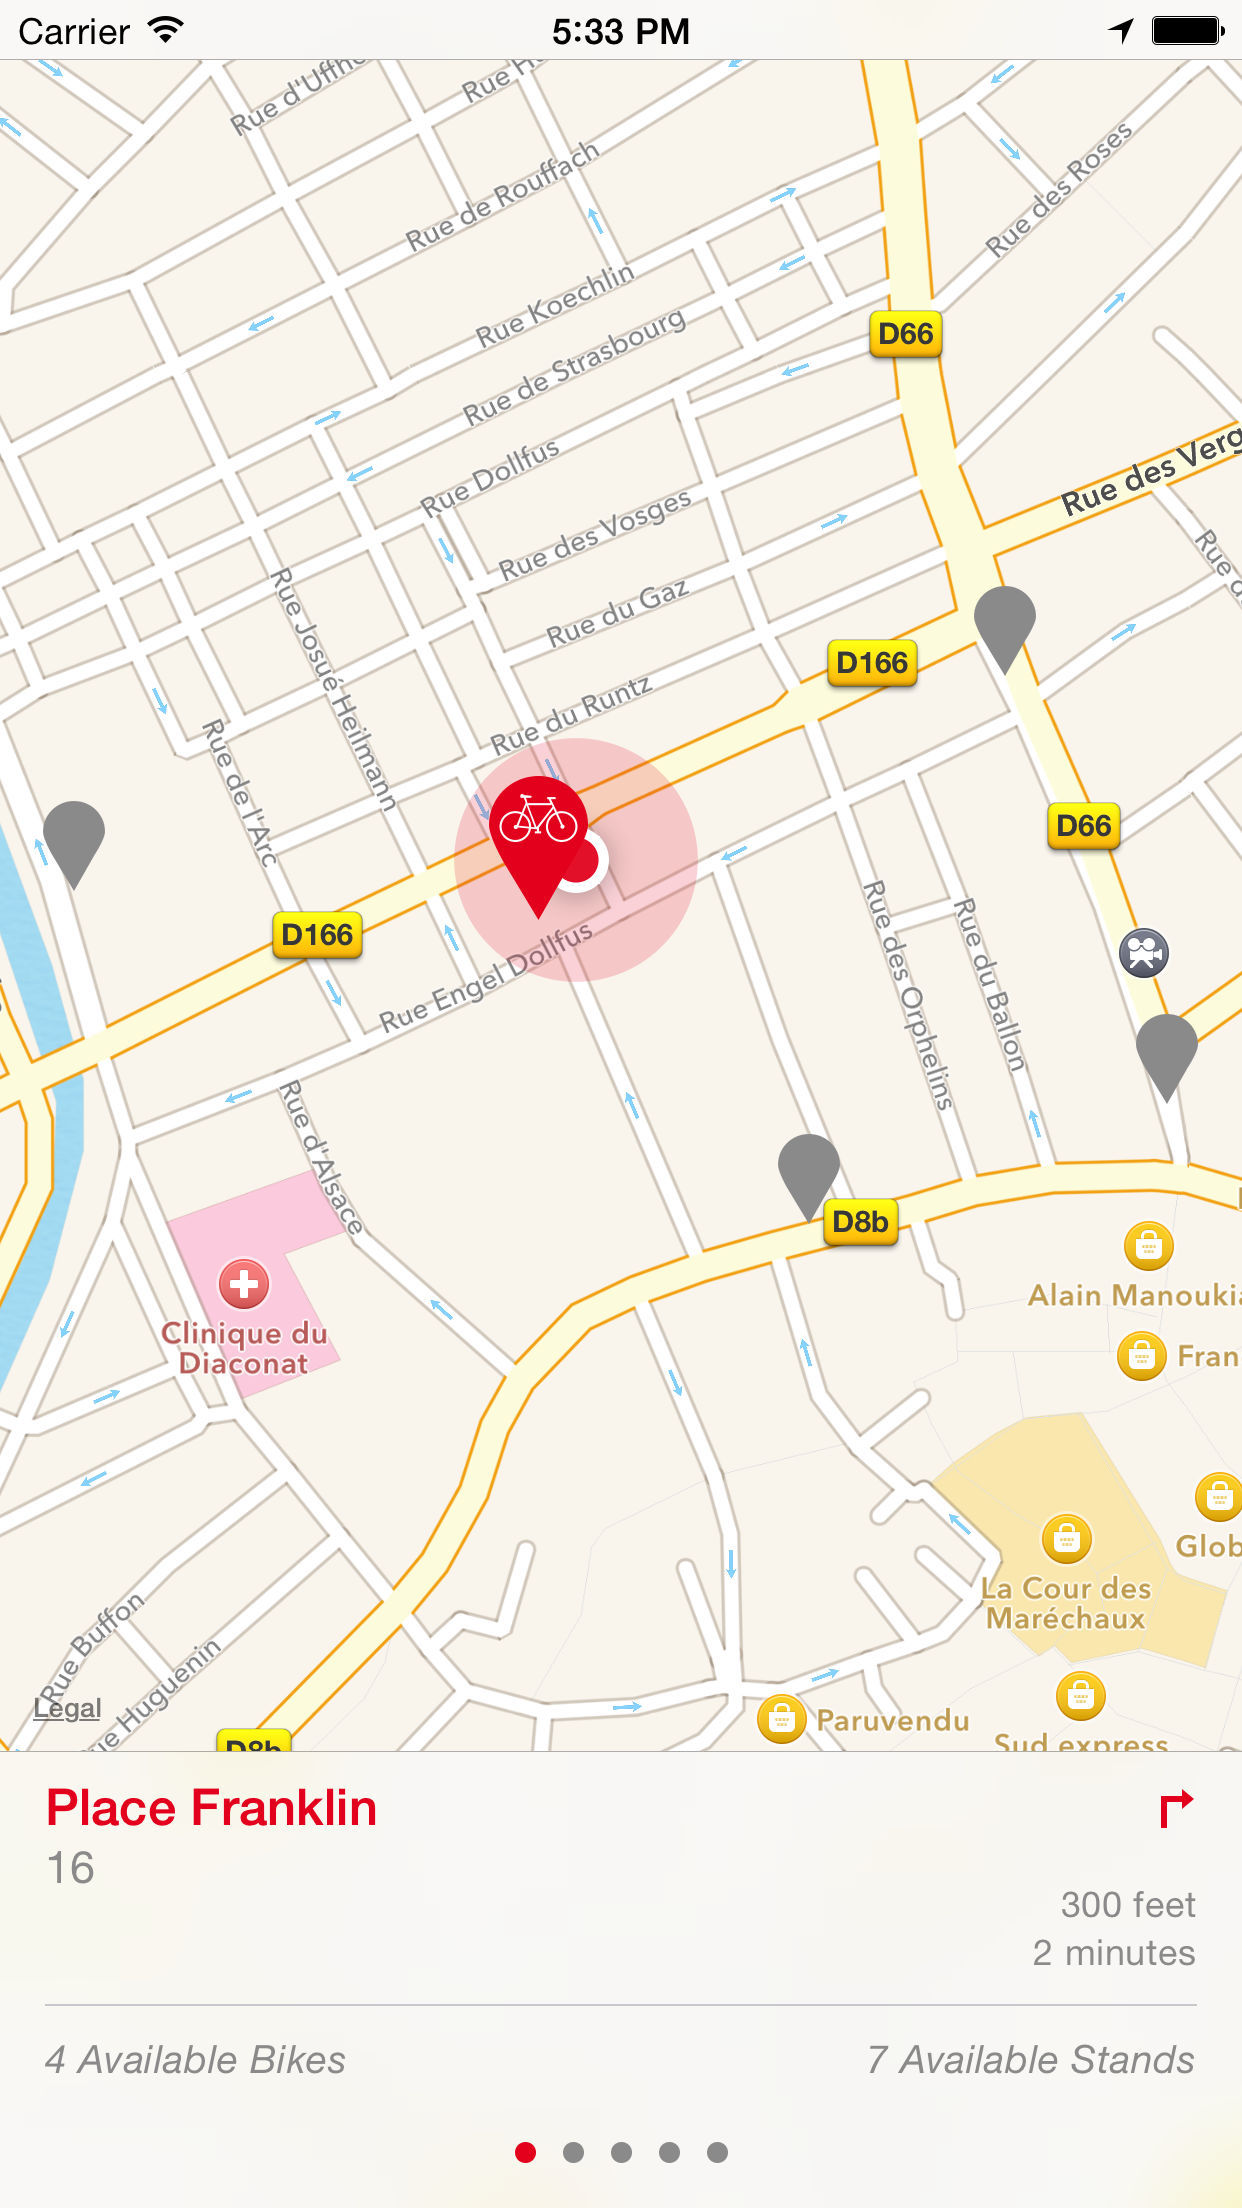 Carrier
5:33 PM
Rue d'Uffho
Rue H
Rue de Rouffach
Rue des Roses
Rue Koechlin
Rue de Strasbourg
D66
Rue Dollfus
Rue des Verg
Rue des Vosges
Rue du Gaz
Rue Josué Heilmann
D166
Rue du Runtz
Rue de l'Arc
D66
D166
Rue Engel Dollfus
Rue des Orphelins
Rue du Ballon
Rue d'Alsace
D8b
Alain Manoukia
Clinique du
Diaconat
Fran
Glob
La Cour des
Maréchaux
Rue Buffon
Rue Huguenin
Legal
Paruvendu
Sud express
D8b
Place Franklin
16
300 feet
2 minutes
4 Available Bikes
7 Available Stands